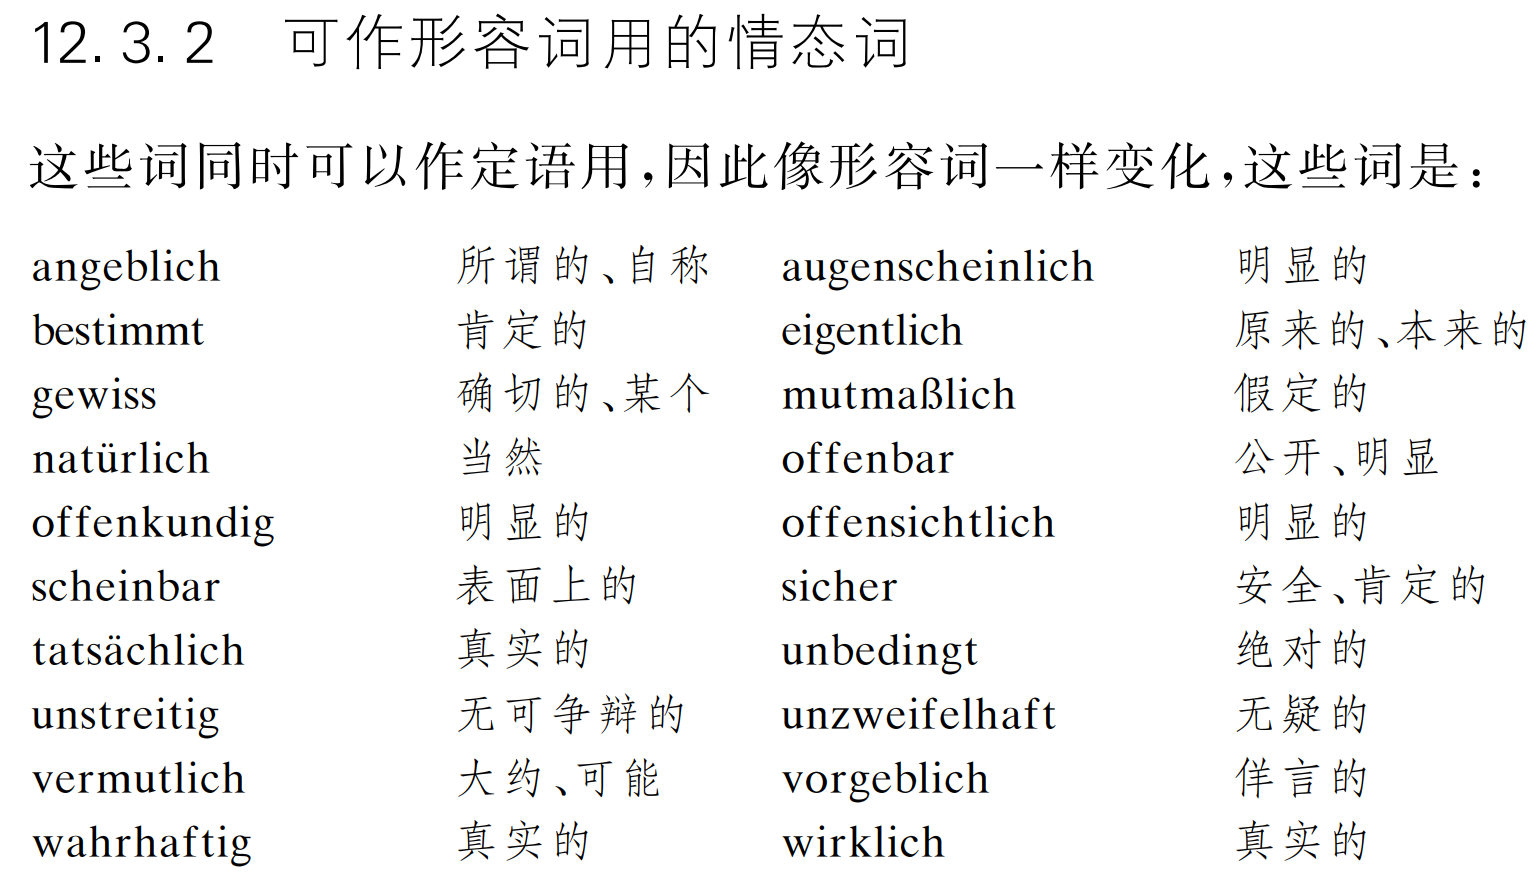 12.3.2 可作形容词用的情态词
这些词同时可以作定语用,因此像形容词一样变化,这些词是:
angeblich 所谓的、自称 augenscheinlich 明显的
bestimmt 肯定的 eigentlich 原来的、本来的
gewiss 确切的、某个 mutmaßlich 假定的
natürlich 当然 offenbar 公开、明显
offenkundig 明显的 offensichtlich 明显的
scheinbar 表面上的 sicher 安全、肯定的
tatsächlich 真实的 unbedingt 绝对的
unstreitig 无可争辩的 unzweifelhaft 无疑的
vermutlich 大约、可能 vorgeblich 佯言的
wahrhaftig 真实的 wirklich 真实的